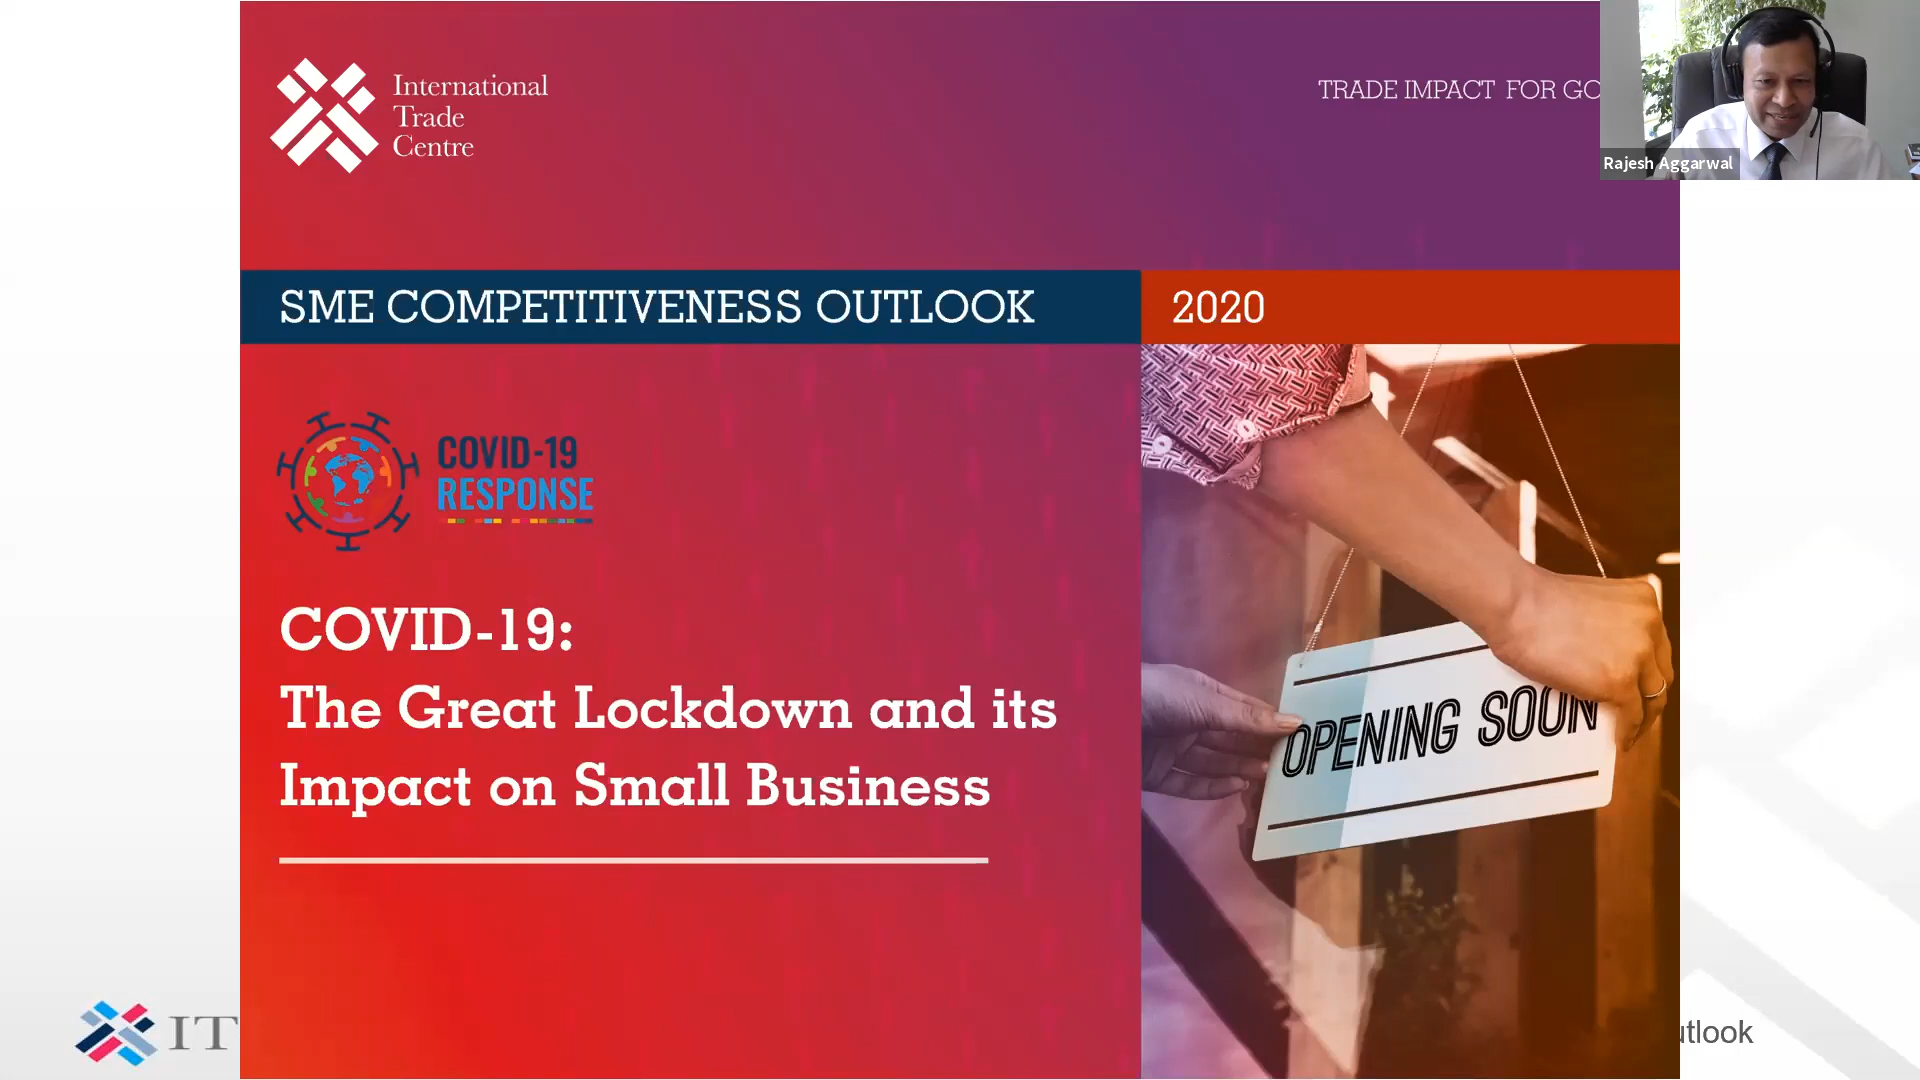 International
Trade
Centre
TRADE IMPACT FOR GO
Rajesh Aggarwal
SME COMPETITIVENESS OUTLOOK
2020
COVID-19
RESPONSE
COVID-19:
The Great Lockdown and its
Impact on Small Business
OPENING SOON
IT
utlook